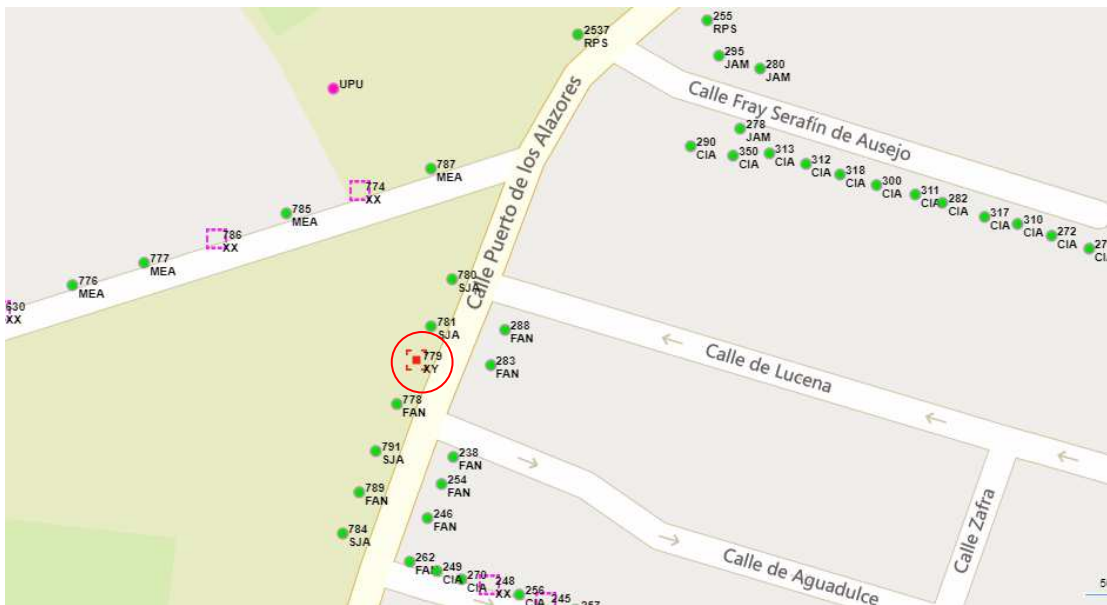 2537
RPS
255
RPS
295
JAM
280
JAM
UPU
Calle Puerto de los Alazores
Calle Fray Serafín de Ausejo
278
JAM
290
CIA
350
CIA
313
CIA
312
CIA
318
CIA
300
CIA
311
CIA
282
CIA
317
CIA
310
CIA
272
CIA
787
MEA
774
XX
785
MEA
786
XX
777
MEA
776
MEA
630
XX
780
SJA
781
SJA
288
FAN
779
XY
283
FAN
Calle de Lucena
778
FAN
791
SJA
238
FAN
254
FAN
789
FAN
246
FAN
784
SJA
Calle Zafra
Calle de Aguadulce
262
FAN
249
CIA
270
CIA
248
XX
256
CIA
245